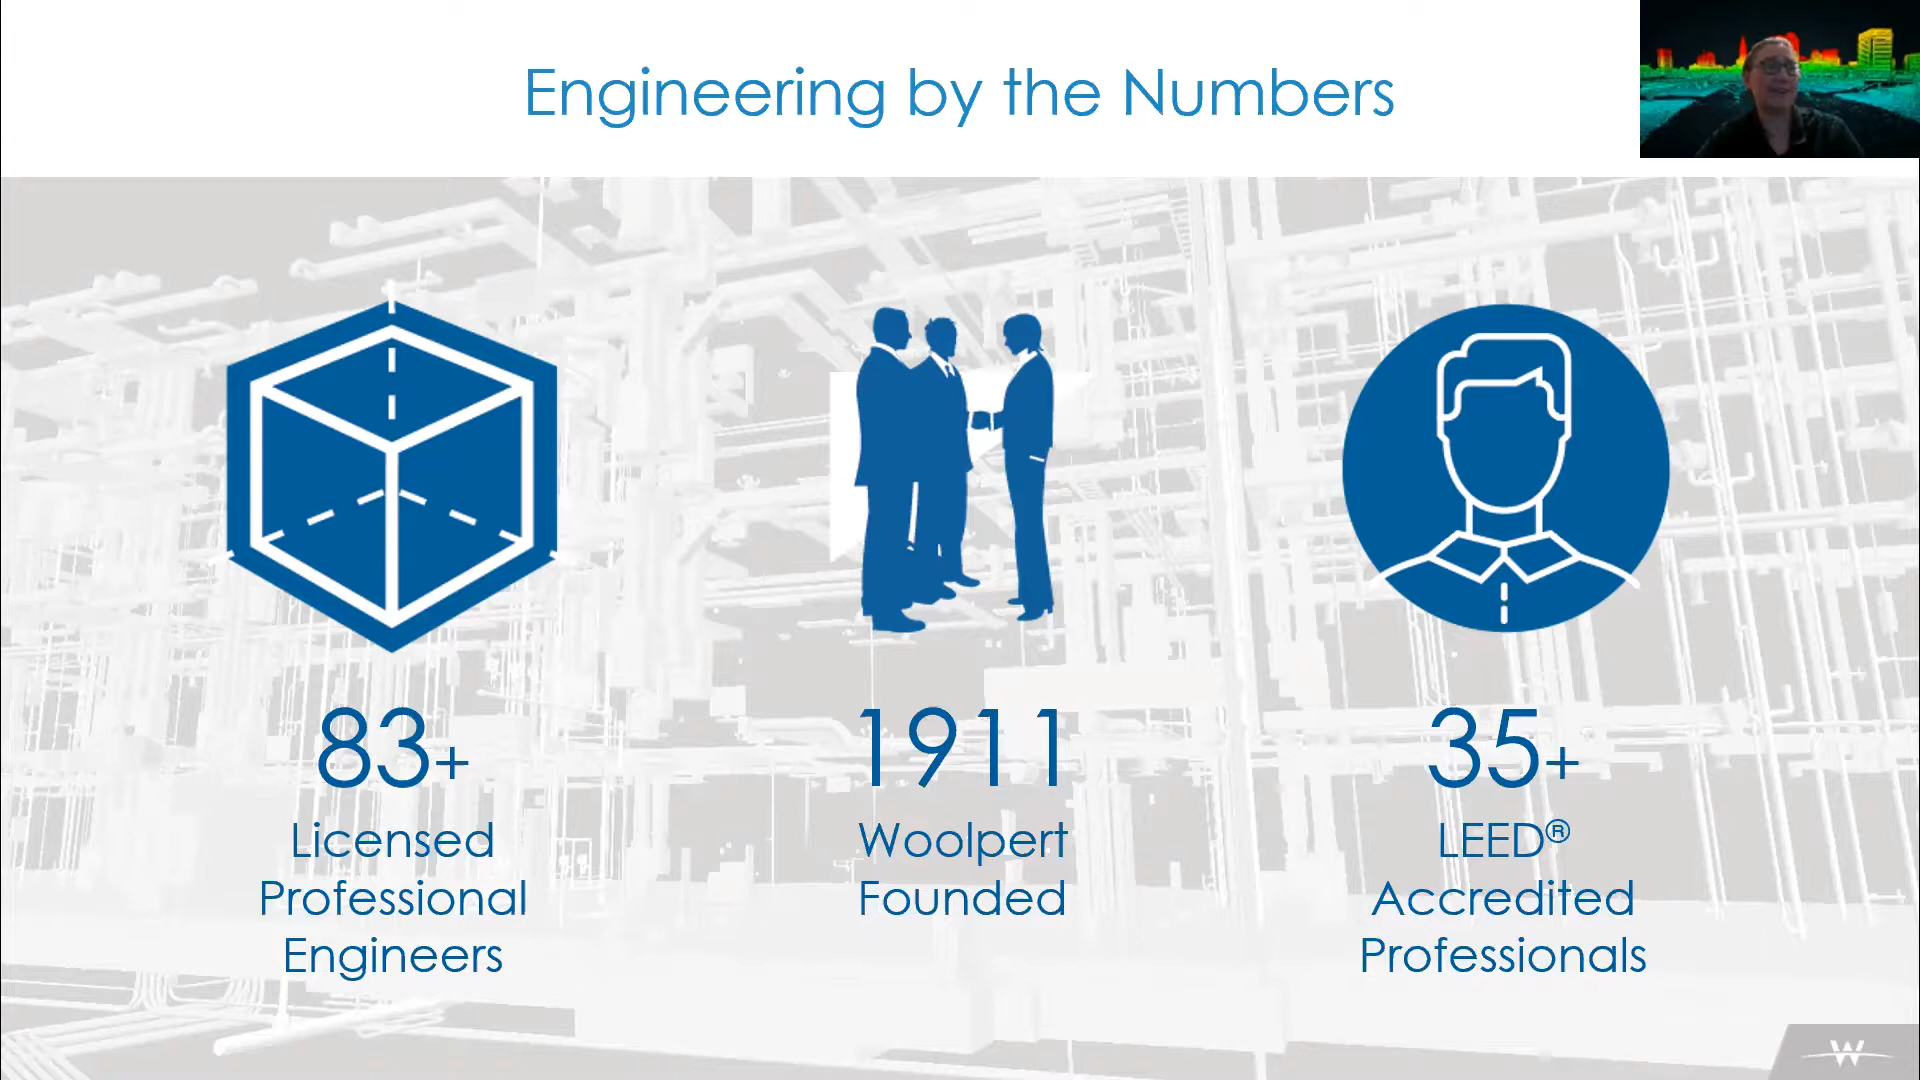 Engineering by the Numbers
83+
Licensed
Professional
Engineers
1911
Woolpert
Founded
35+
LEED®
Accredited
Professionals
W